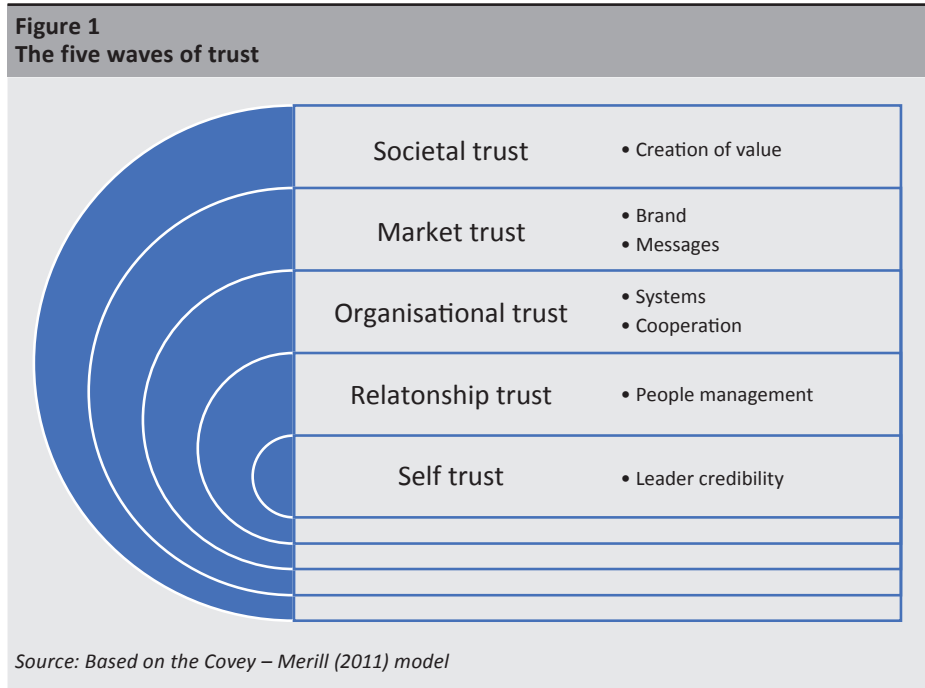 Figure 1
The five waves of trust
Societal trust
• Creation of value
Market trust
• Brand
• Messages
Organisational trust
• Systems
• Cooperation
Relatonship trust
• People management
Self trust
• Leader credibility
Source: Based on the Covey – Merill (2011) model